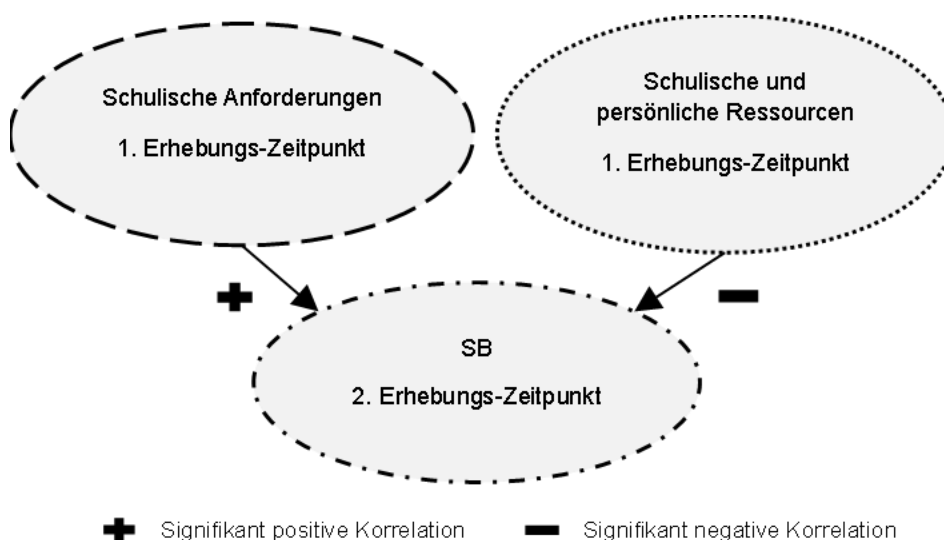 Schulische Anforderungen
1. Erhebungs-Zeitpunkt
Schulische und
persönliche Ressourcen
1. Erhebungs-Zeitpunkt
+
−
SB
2. Erhebungs-Zeitpunkt
+ Signifikant positive Korrelation
− Signifikant negative Korrelation